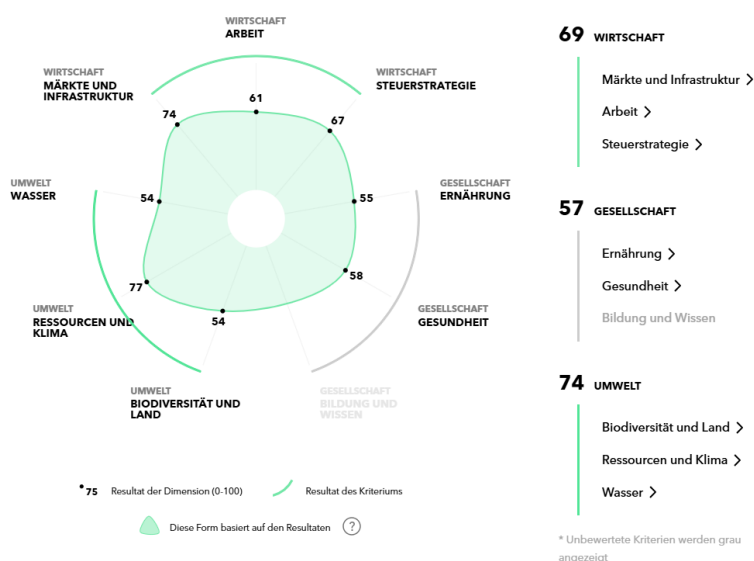 WIRTSCHAFT
ARBEIT
WIRTSCHAFT
MÄRKTE UND
INFRASTRUKTUR
WIRTSCHAFT
STEUERSTRATEGIE
61
74
67
UMWELT
WASSER
54
55
GESELLSCHAFT
ERNÄHRUNG
77
58
UMWELT
RESSOURCEN UND
KLIMA
54
GESELLSCHAFT
GESUNDHEIT
UMWELT
BIODIVERSITÄT UND
LAND
GESELLSCHAFT
BILDUNG UND
WISSEN
75 Resultat der Dimension (0-100)
Resultat des Kriteriums
Diese Form basiert auf den Resultaten ?
69 WIRTSCHAFT
Märkte und Infrastruktur >
Arbeit >
Steuerstrategie >
57 GESELLSCHAFT
Ernährung >
Gesundheit >
Bildung und Wissen
74 UMWELT
Biodiversität und Land >
Ressourcen und Klima >
Wasser >
* Unbewertete Kriterien werden grau
angezeigt